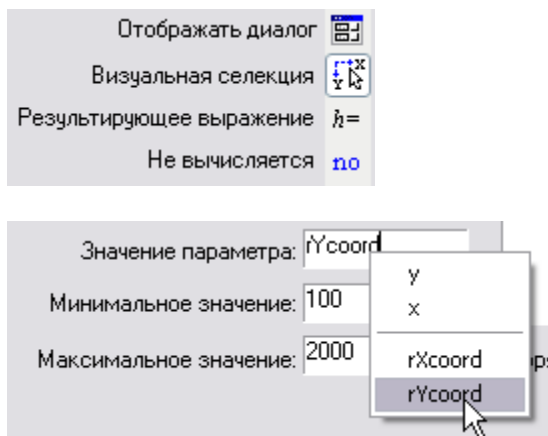 Отображать диалог
Визуальная селекция
Результирующее выражение h=
Не вычисляется no
Значение параметра: rYcoord
y
Минимальное значение: 100
x
Максимальное значение: 2000
rXcoord
rYcoord